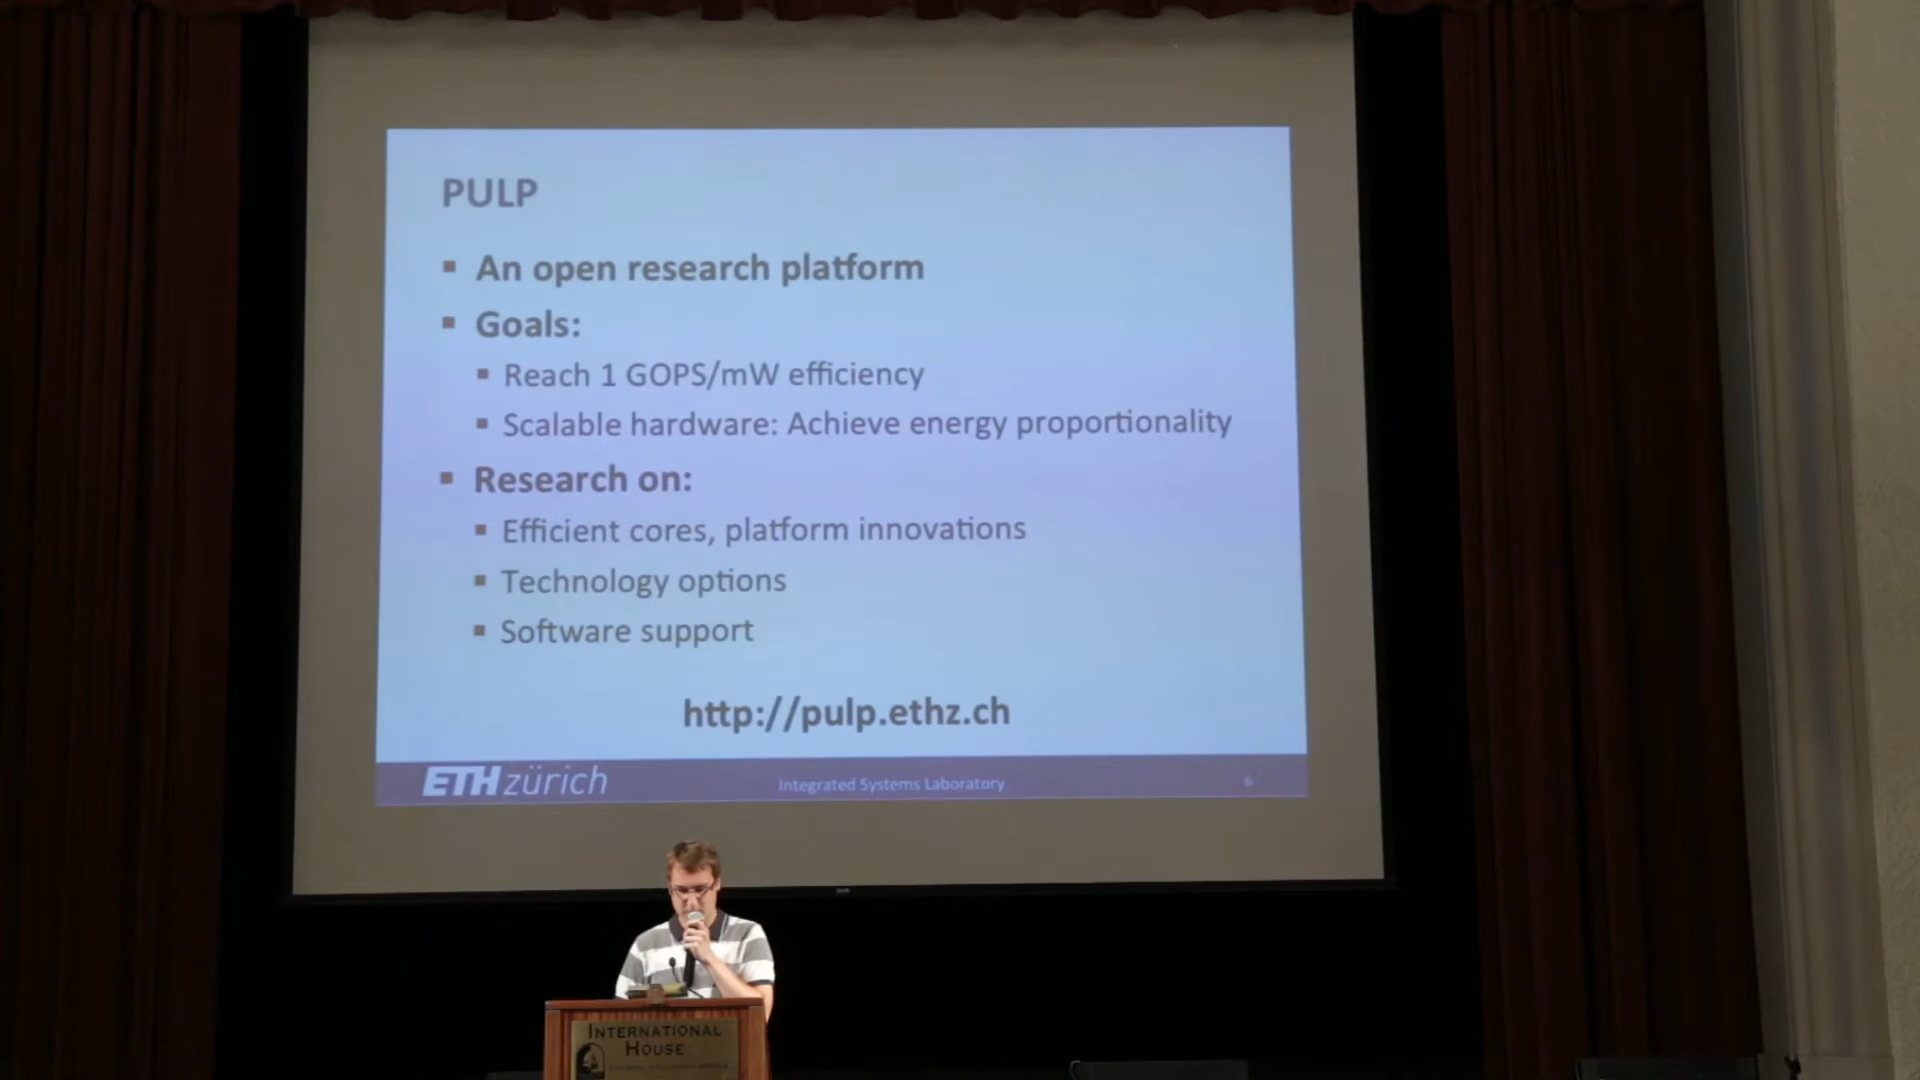 PULP
▪ An open research platform
▪ Goals:
▪ Reach 1 GOPS/mW efficiency
▪ Scalable hardware: Achieve energy proportionality
▪ Research on:
▪ Efficient cores, platform innovations
▪ Technology options
▪ Software support
http://pulp.ethz.ch
ETH zürich
Integrated Systems Laboratory
6
INTERNATIONAL
HOUSE